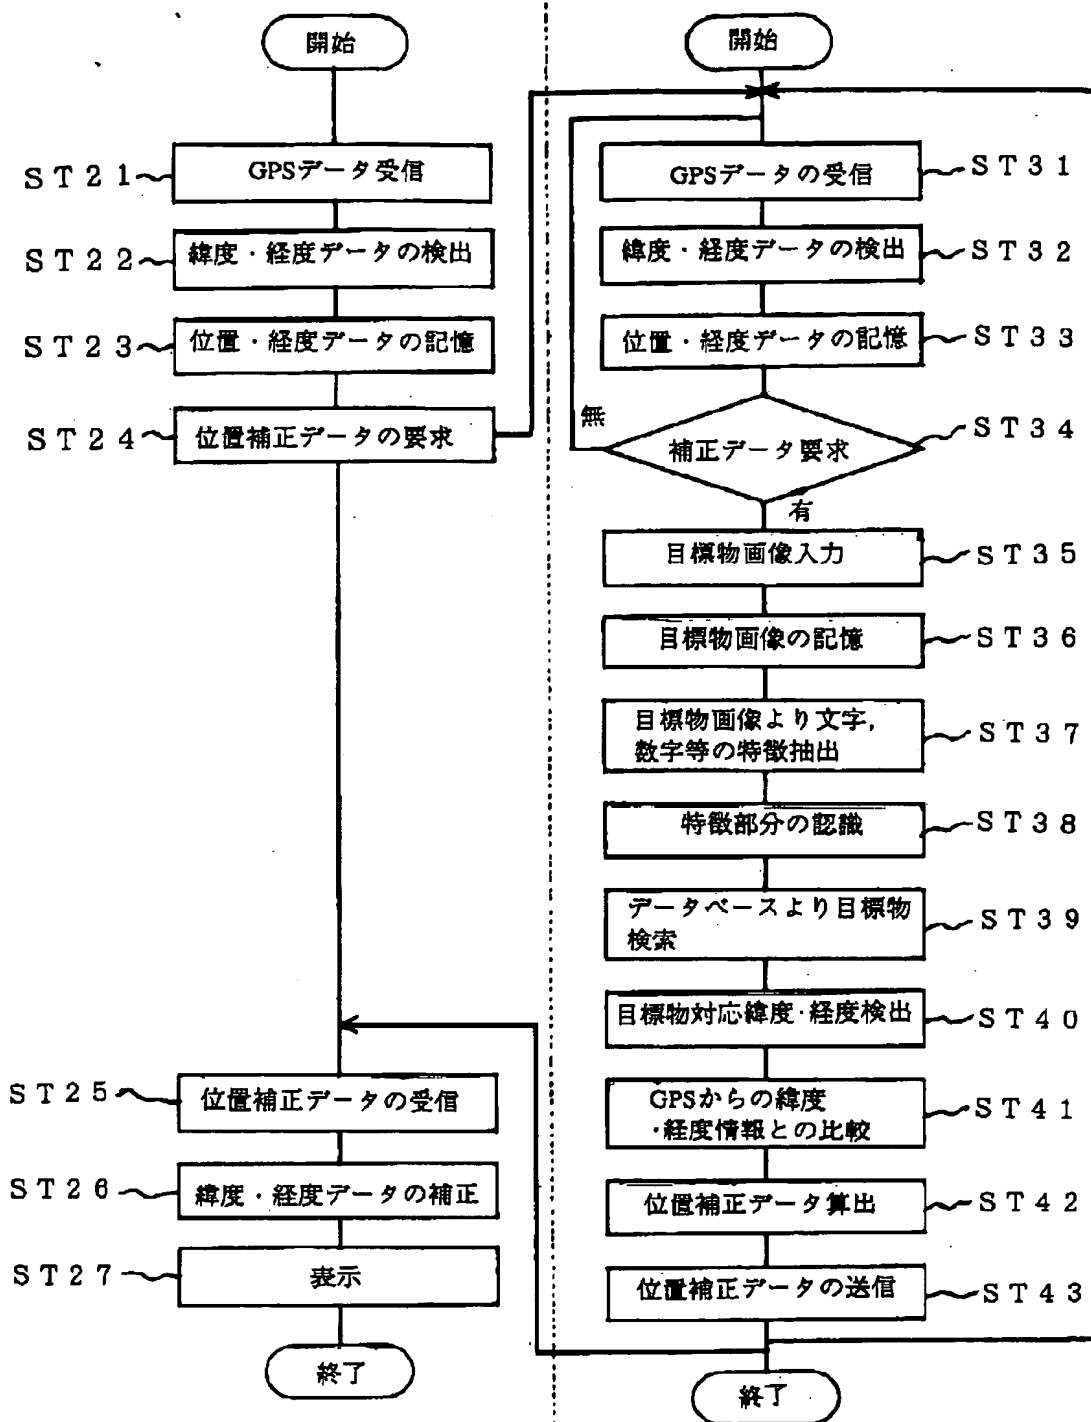 開始
ST21
GPSデータ受信
ST22
緯度・経度データの検出
ST23
位置・経度データの記憶
ST24
位置補正データの要求
ST25
位置補正データの受信
ST26
緯度・経度データの補正
ST27
表示
終了
開始
GPSデータの受信
ST31
緯度・経度データの検出
ST32
位置・経度データの記憶
ST33
無
補正データ要求
ST34
有
目標物画像入力
ST35
目標物画像の記憶
ST36
目標物画像より文字,
数字等の特徴抽出
ST37
特徴部分の認識
ST38
データベースより目標物
検索
ST39
目標物対応緯度・経度検出
ST40
GPSからの緯度
・経度情報との比較
ST41
位置補正データ算出
ST42
位置補正データの送信
ST43
終了